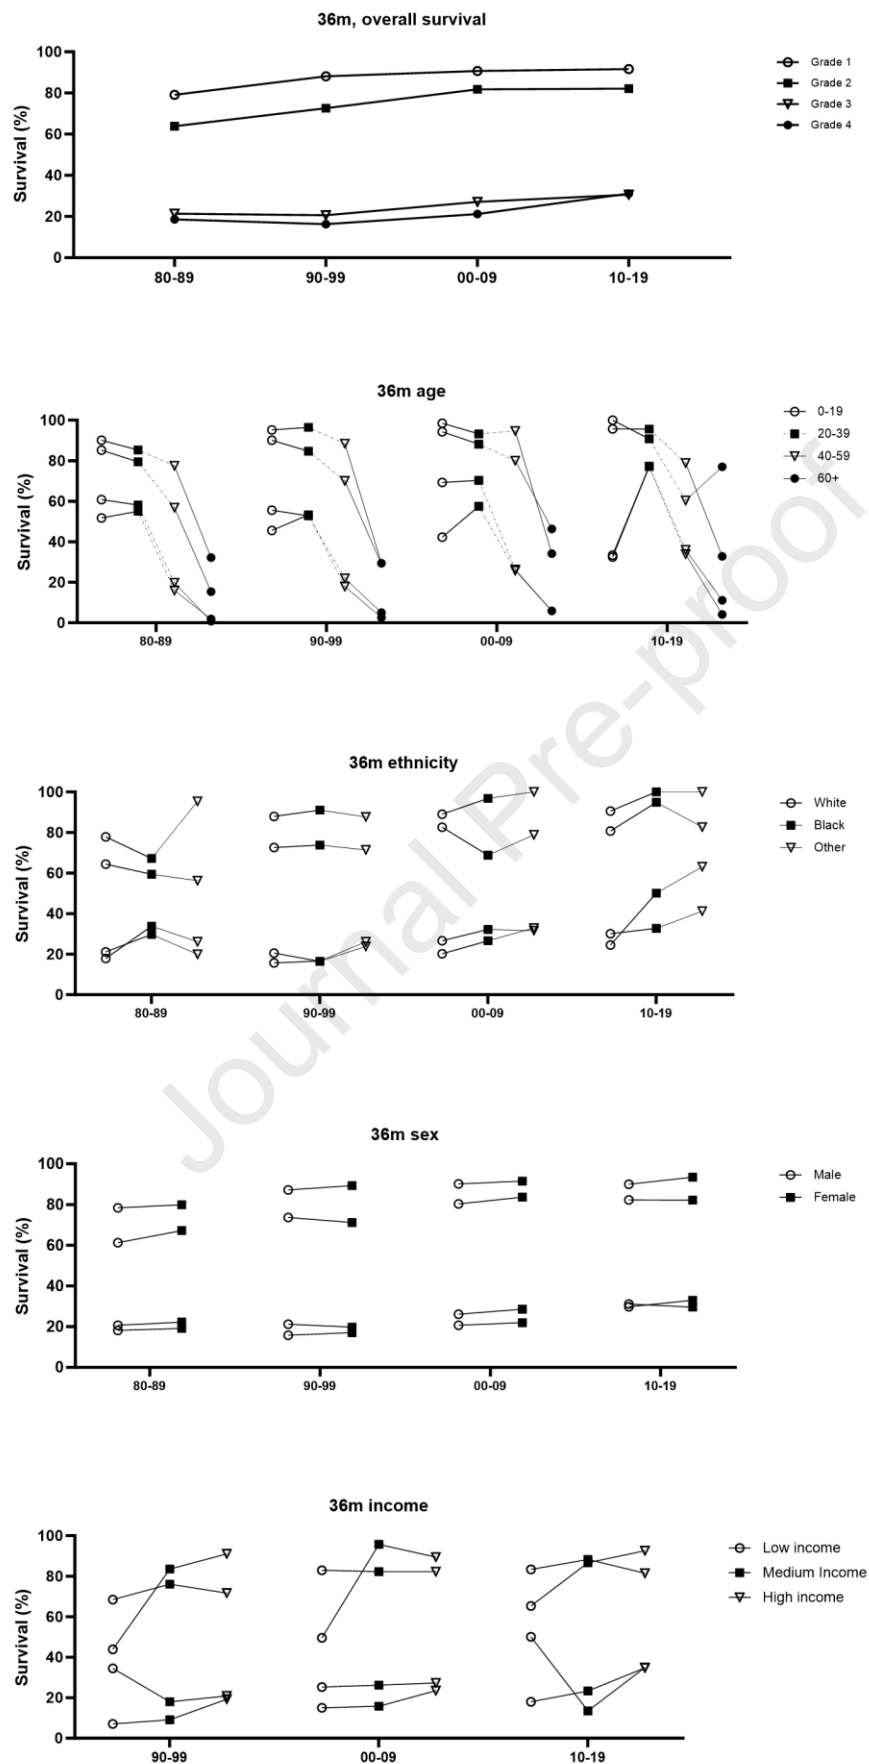 36m, overall survival
Survival (%)
100
80
60
40
20
0
80-89 90-99 00-09 10-19
Grade 1
Grade 2
Grade 3
Grade 4
36m age
Survival (%)
100
80
60
40
20
0
80-89 90-99 00-09 10-19
0-19
20-39
40-59
60+
36m ethnicity
Survival (%)
100
80
60
40
20
0
80-89 90-99 00-09 10-19
White
Black
Other
36m sex
Survival (%)
100
80
60
40
20
0
80-89 90-99 00-09 10-19
Male
Female
36m income
Survival (%)
100
80
60
40
20
0
90-99 00-09 10-19
Low income
Medium Income
High income
Journal Pre-proof